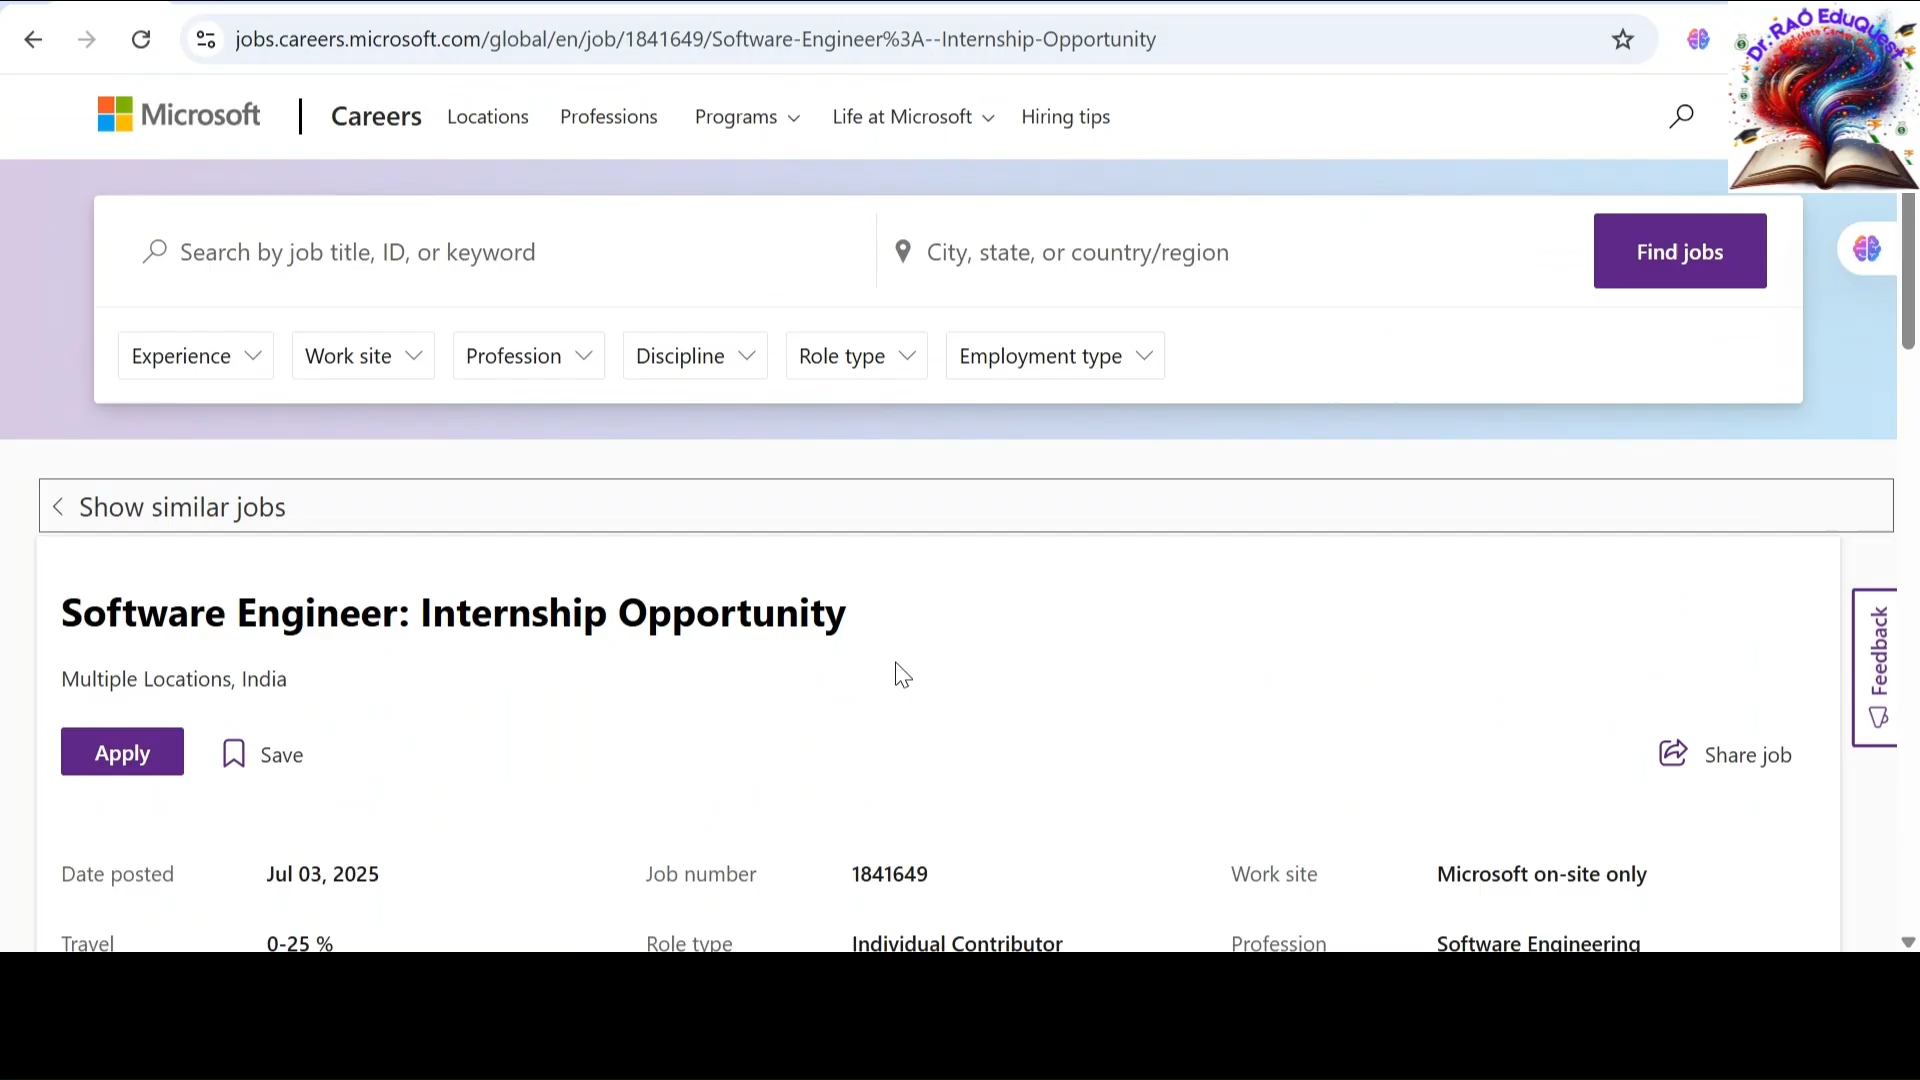 jobs.careers.microsoft.com/global/en/job/1841649/Software-Engineer%3A--Internship-Opportunity
Dr. RAO EduQuest
Microsoft | Careers Locations Professions Programs Life at Microsoft Hiring tips
Search by job title, ID, or keyword City, state, or country/region Find jobs
Experience Work site Profession Discipline Role type Employment type
< Show similar jobs
Software Engineer: Internship Opportunity
Multiple Locations, India
Feedback
Apply Save Share job
Date posted Jul 03, 2025 Job number 1841649 Work site Microsoft on-site only
Travel 0-25 % Role type Individual Contributor Profession Software Engineering